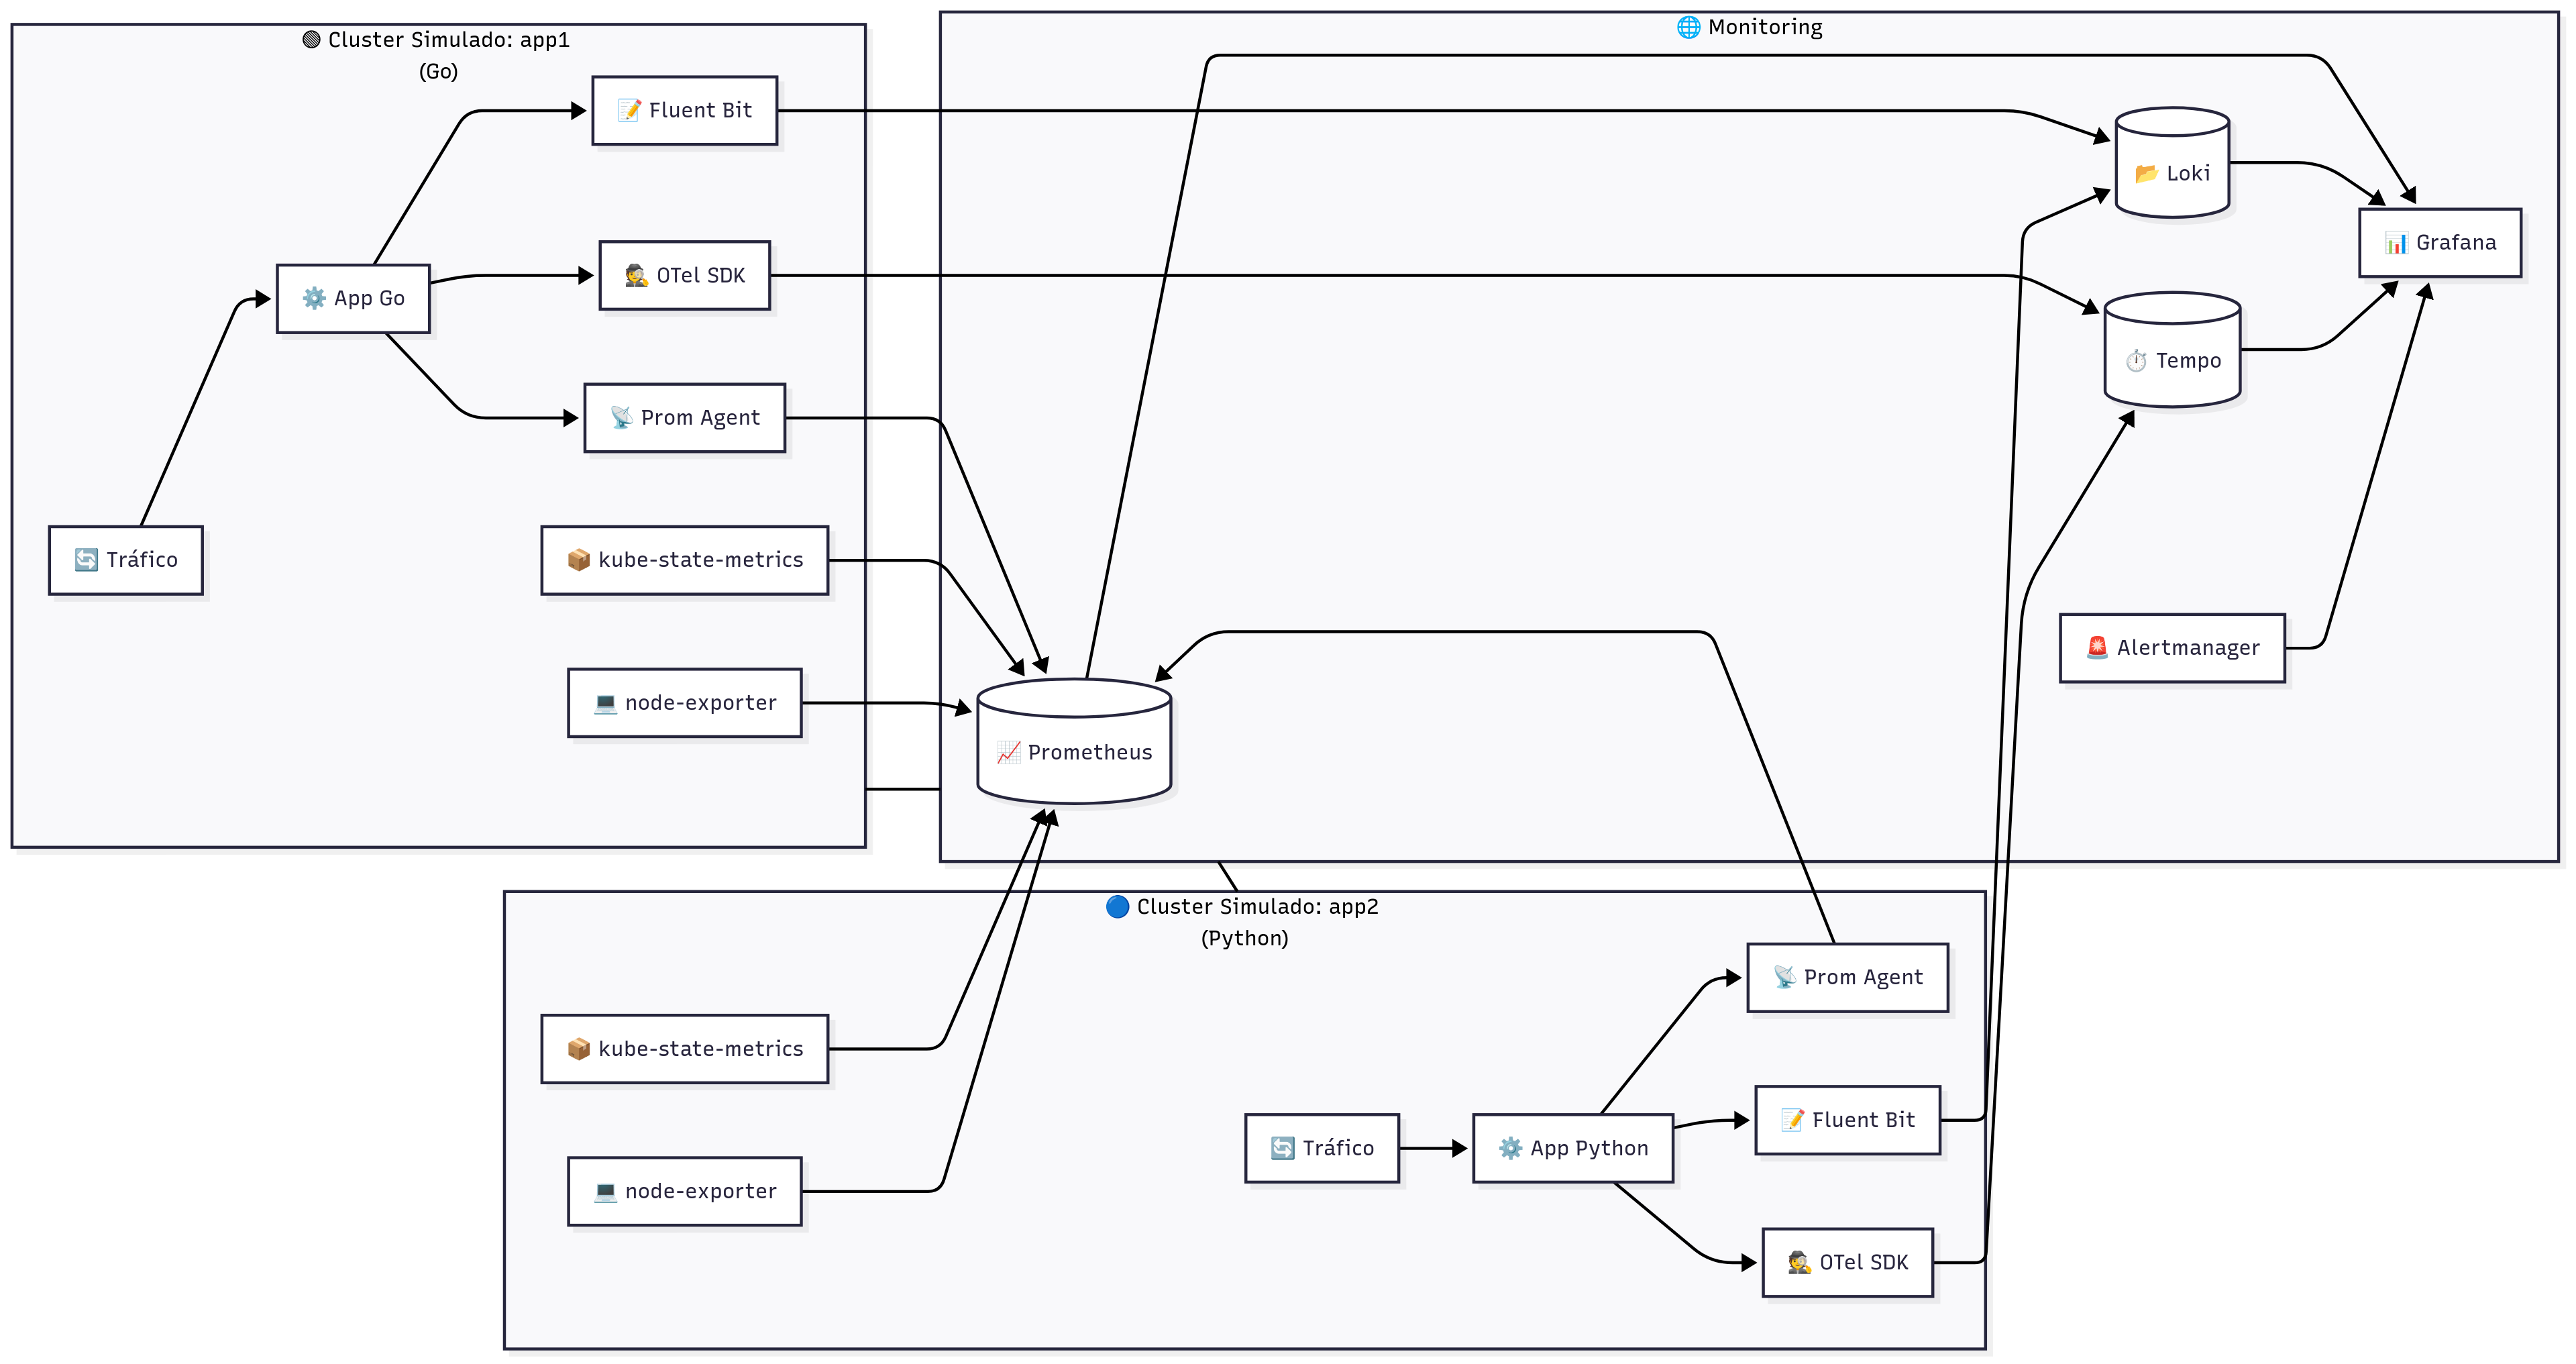 Cluster Simulado: app1
(Go)
Fluent Bit
OTel SDK
App Go
Prom Agent
Tráfico
kube-state-metrics
node-exporter
Monitoring
Loki
Grafana
Tempo
Alertmanager
Prometheus
Cluster Simulado: app2
(Python)
kube-state-metrics
node-exporter
Tráfico
App Python
Prom Agent
Fluent Bit
OTel SDK